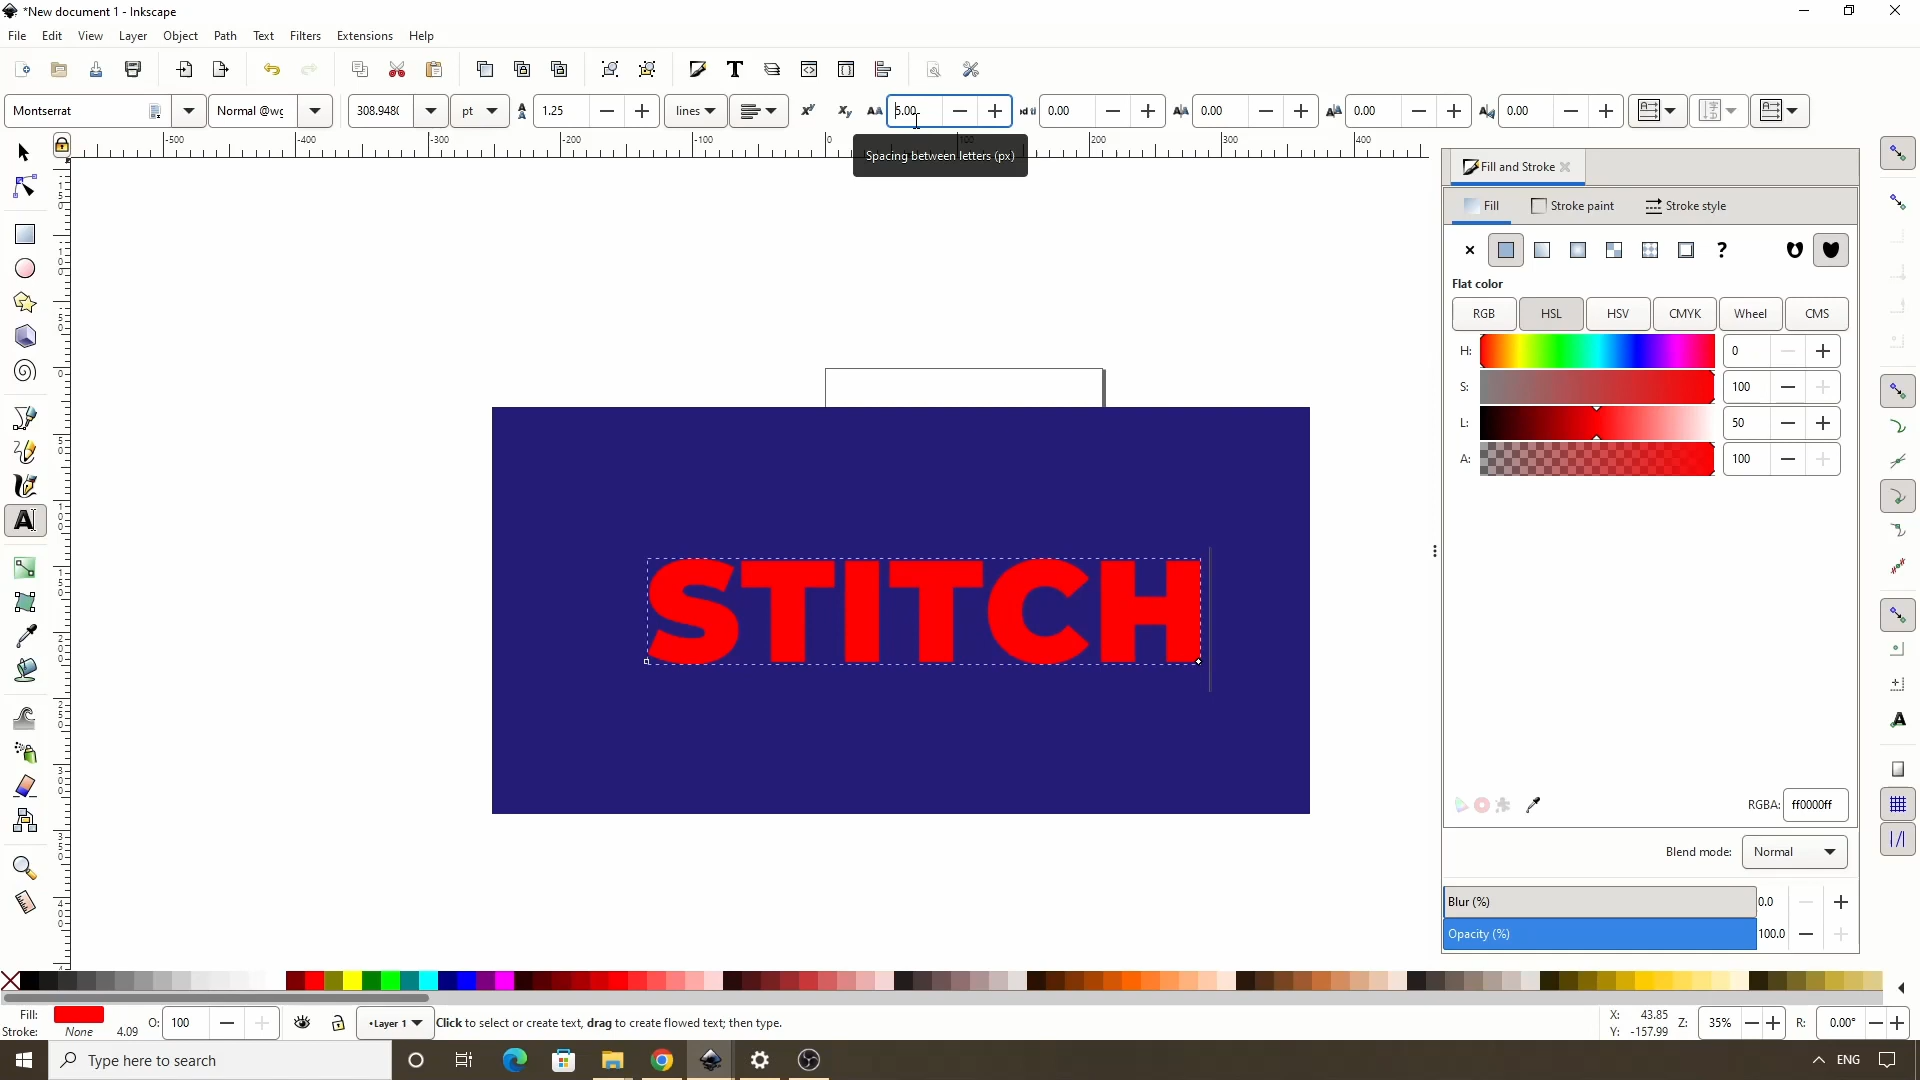 *New document 1 - Inkscape
File Edit View Layer Object Path Text Filters Extensions Help
Montserrat Normal @wg 308.948( pt 1.25 lines 5.00 0.00 0.00 0.00 0.00
Spacing between letters (px)
-500 -400 -300 -200 -100 0 100 200 300 400
Fill and Stroke
Fill Stroke paint Stroke style
?
Flat color
RGB HSL HSV CMYK Wheel CMS
H: 0
S: 100
L: 50
A: 100
STITCH
RGBA: ff0000ff
Blend mode: Normal
Blur (%) 0.0
Opacity (%) 100.0
Fill: O: 100 •Layer 1 Click to select or create text, drag to create flowed text; then type. X: 43.85 Z: 35% R: 0.00°
Stroke: None 4.09 Y: -157.99
Type here to search ENG